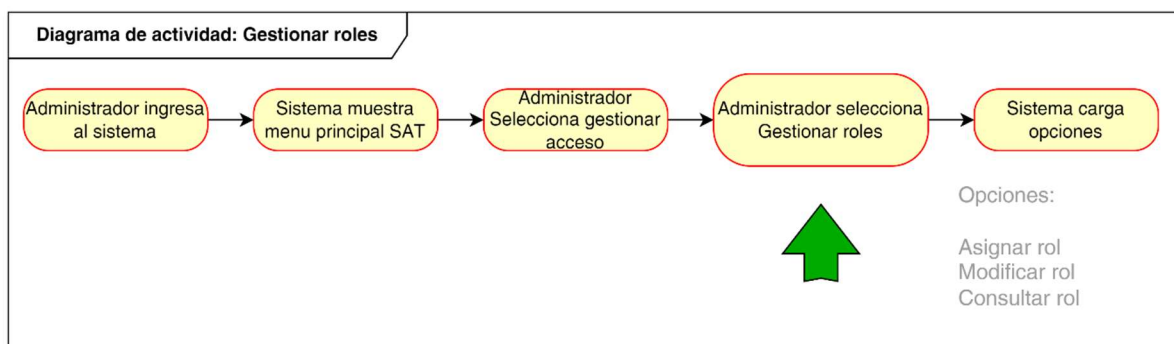 Diagrama de actividad: Gestionar roles
Administrador ingresa
al sistema
Sistema muestra
menu principal SAT
Administrador
Selecciona gestionar
acceso
Administrador selecciona
Gestionar roles
Sistema carga
opciones
Opciones:
Asignar rol
Modificar rol
Consultar rol